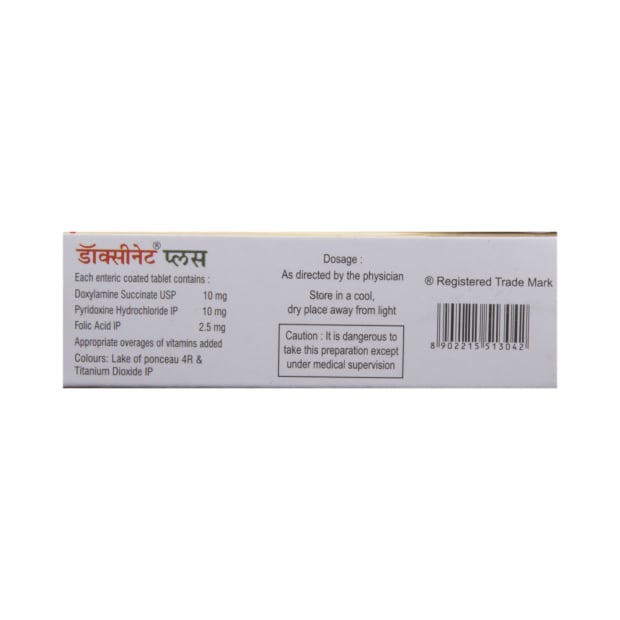 डॉक्सीनेट® प्लस
Each enteric coated tablet contains :
Doxylamine Succinate USP 10 mg
Pyridoxine Hydrochloride IP 10 mg
Folic Acid IP 2.5 mg
Appropriate overages of vitamins added
Colours: Lake of ponceau 4R &
Titanium Dioxide IP
Dosage :
As directed by the physician
Store in a cool,
dry place away from light
Caution : It is dangerous to
take this preparation except
under medical supervision
® Registered Trade Mark
8 902215 513042